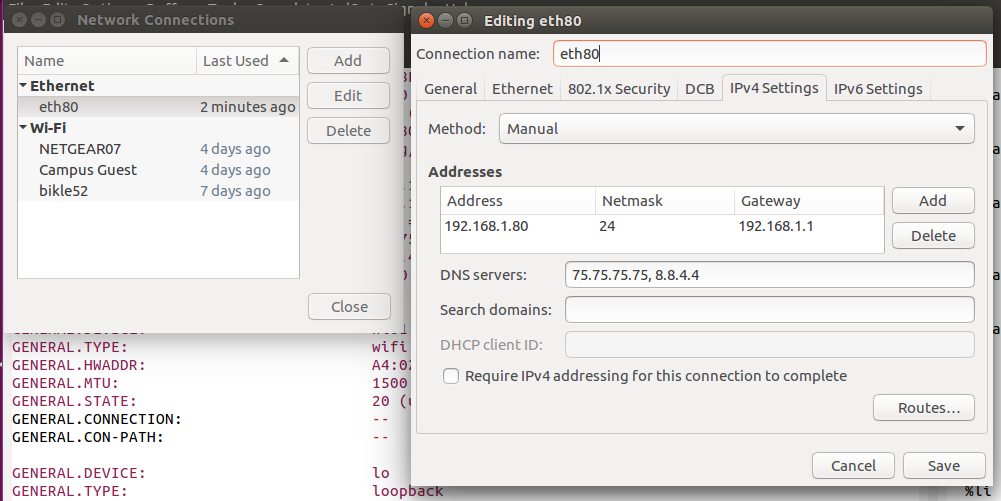 Network Connections
Name Last Used
Ethernet
eth80 2 minutes ago
Wi-Fi
NETGEAR07 4 days ago
Campus Guest 4 days ago
bikle52 7 days ago
Add
Edit
Delete
Close
Editing eth80
Connection name: eth80
General Ethernet 802.1x Security DCB IPv4 Settings IPv6 Settings
Method: Manual
Addresses
Address Netmask Gateway
192.168.1.80 24 192.168.1.1
Add
Delete
DNS servers: 75.75.75.75, 8.8.4.4
Search domains:
DHCP client ID:
Require IPv4 addressing for this connection to complete
Routes...
Cancel Save
GENERAL.TYPE: wifi
GENERAL.HWADDR: A4:02
GENERAL.MTU: 1500
GENERAL.STATE: 20 (u
GENERAL.CONNECTION: --
GENERAL.CON-PATH: --
GENERAL.DEVICE: lo
GENERAL.TYPE: loopback %li